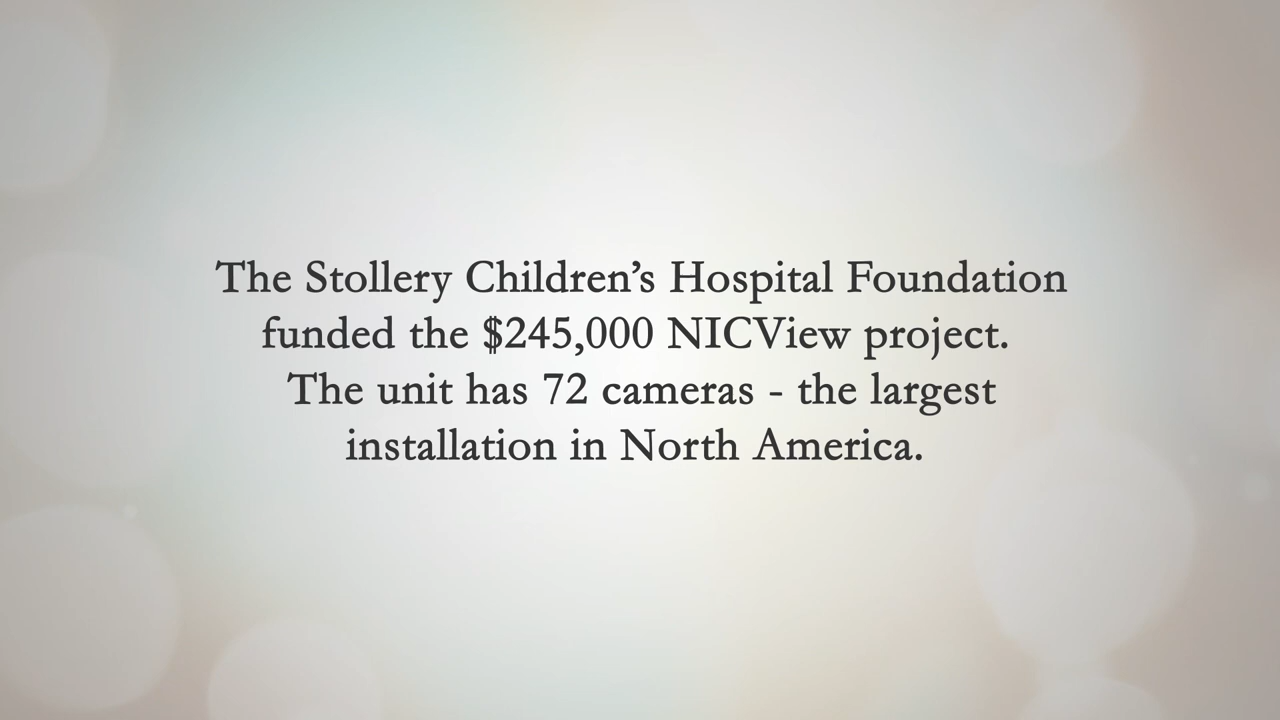 The Stollery Children’s Hospital Foundation
funded the $245,000 NICView project.
The unit has 72 cameras - the largest
installation in North America.